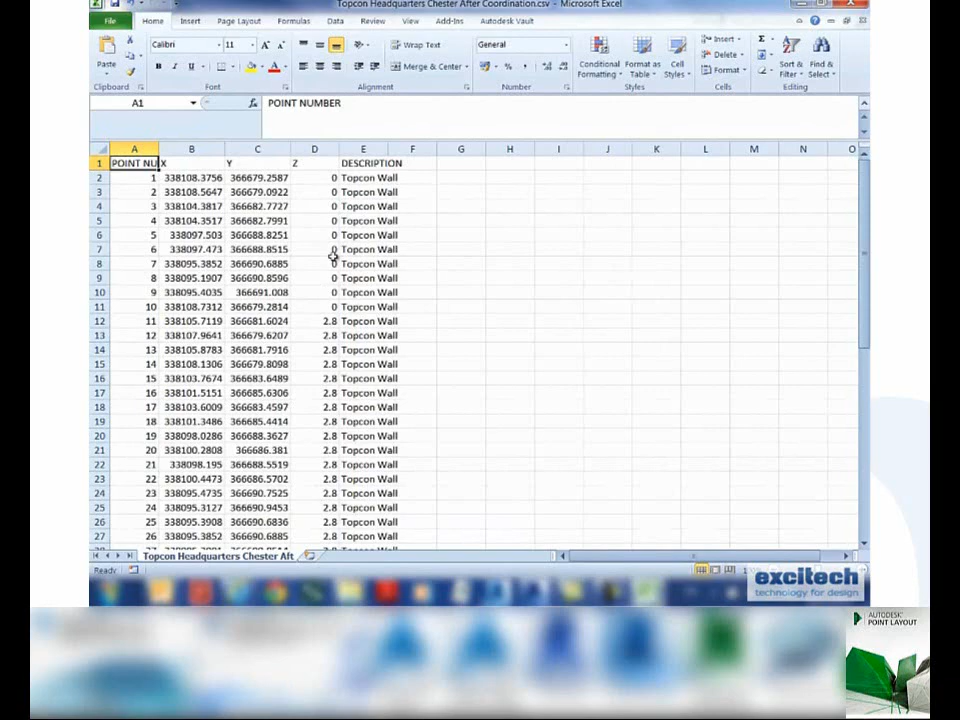 Topcon Headquarters Chester After Coordination.csv - Microsoft Excel
File Home Insert Page Layout Formulas Data Review View Add-Ins Autodesk Vault
Paste Calibri 11 Wrap Text General Conditional Formatting Format as Table Cell Styles Insert Sort & Filter Find & Select
B I U Merge & Center % , Delete
Format
Clipboard Font Alignment Number Styles Cells Editing
A1 fx POINT NUMBER
A B C D E F G H I J K L M N O
1 POINT NU X Y Z DESCRIPTION
2 1 338108.3756 366679.2587 0 Topcon Wall
3 2 338108.5647 366679.0922 0 Topcon Wall
4 3 338104.3817 366682.7727 0 Topcon Wall
5 4 338104.3517 366682.7991 0 Topcon Wall
6 5 338097.503 366688.8251 0 Topcon Wall
7 6 338097.473 366688.8515 0 Topcon Wall
8 7 338095.3852 366690.6885 0 Topcon Wall
9 8 338095.1907 366690.8596 0 Topcon Wall
10 9 338095.4035 366691.008 0 Topcon Wall
11 10 338108.7312 366679.2814 0 Topcon Wall
12 11 338105.7119 366681.6024 2.8 Topcon Wall
13 12 338107.9641 366679.6207 2.8 Topcon Wall
14 13 338105.8783 366681.7916 2.8 Topcon Wall
15 14 338108.1306 366679.8098 2.8 Topcon Wall
16 15 338103.7674 366683.6489 2.8 Topcon Wall
17 16 338101.5151 366685.6306 2.8 Topcon Wall
18 17 338103.6009 366683.4597 2.8 Topcon Wall
19 18 338101.3486 366685.4414 2.8 Topcon Wall
20 19 338098.0286 366688.3627 2.8 Topcon Wall
21 20 338100.2808 366686.381 2.8 Topcon Wall
22 21 338098.195 366688.5519 2.8 Topcon Wall
23 22 338100.4473 366686.5702 2.8 Topcon Wall
24 23 338095.4735 366690.7525 2.8 Topcon Wall
25 24 338095.3127 366690.9453 2.8 Topcon Wall
26 25 338095.3908 366690.6836 2.8 Topcon Wall
27 26 338095.3852 366690.6885 2.8 Topcon Wall
Topcon Headquarters Chester Aft
Ready
excitech
technology for design
AUTODESK
POINT LAYOUT